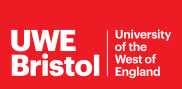 UWE
Bristol
University
of the
West of
England